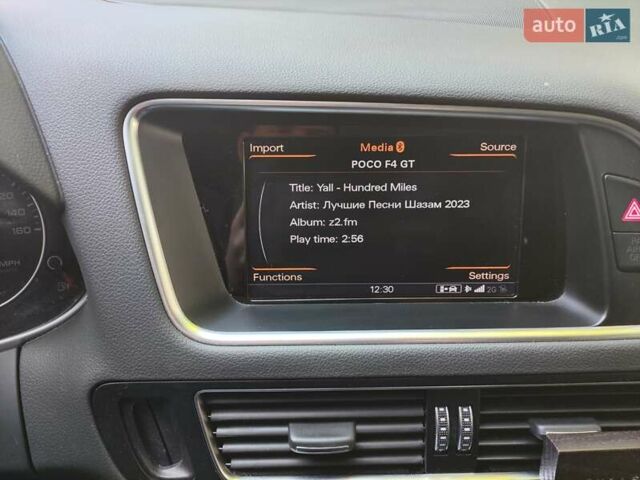 auto RIA
.com
Import Media Source
POCO F4 GT
Title: Yall - Hundred Miles
Artist: Лучшие Песни Шазам 2023
Album: z2.fm
Play time: 2:56
Functions Settings
12:30 2G
120
140
160
MPH